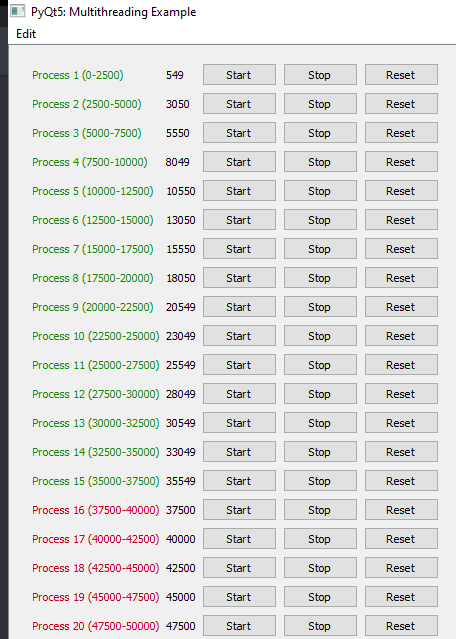 PyQt5: Multithreading Example
Edit
Process 1 (0-2500) 549 Start Stop Reset
Process 2 (2500-5000) 3050 Start Stop Reset
Process 3 (5000-7500) 5550 Start Stop Reset
Process 4 (7500-10000) 8049 Start Stop Reset
Process 5 (10000-12500) 10550 Start Stop Reset
Process 6 (12500-15000) 13050 Start Stop Reset
Process 7 (15000-17500) 15550 Start Stop Reset
Process 8 (17500-20000) 18050 Start Stop Reset
Process 9 (20000-22500) 20549 Start Stop Reset
Process 10 (22500-25000) 23049 Start Stop Reset
Process 11 (25000-27500) 25549 Start Stop Reset
Process 12 (27500-30000) 28049 Start Stop Reset
Process 13 (30000-32500) 30549 Start Stop Reset
Process 14 (32500-35000) 33049 Start Stop Reset
Process 15 (35000-37500) 35549 Start Stop Reset
Process 16 (37500-40000) 37500 Start Stop Reset
Process 17 (40000-42500) 40000 Start Stop Reset
Process 18 (42500-45000) 42500 Start Stop Reset
Process 19 (45000-47500) 45000 Start Stop Reset
Process 20 (47500-50000) 47500 Start Stop Reset